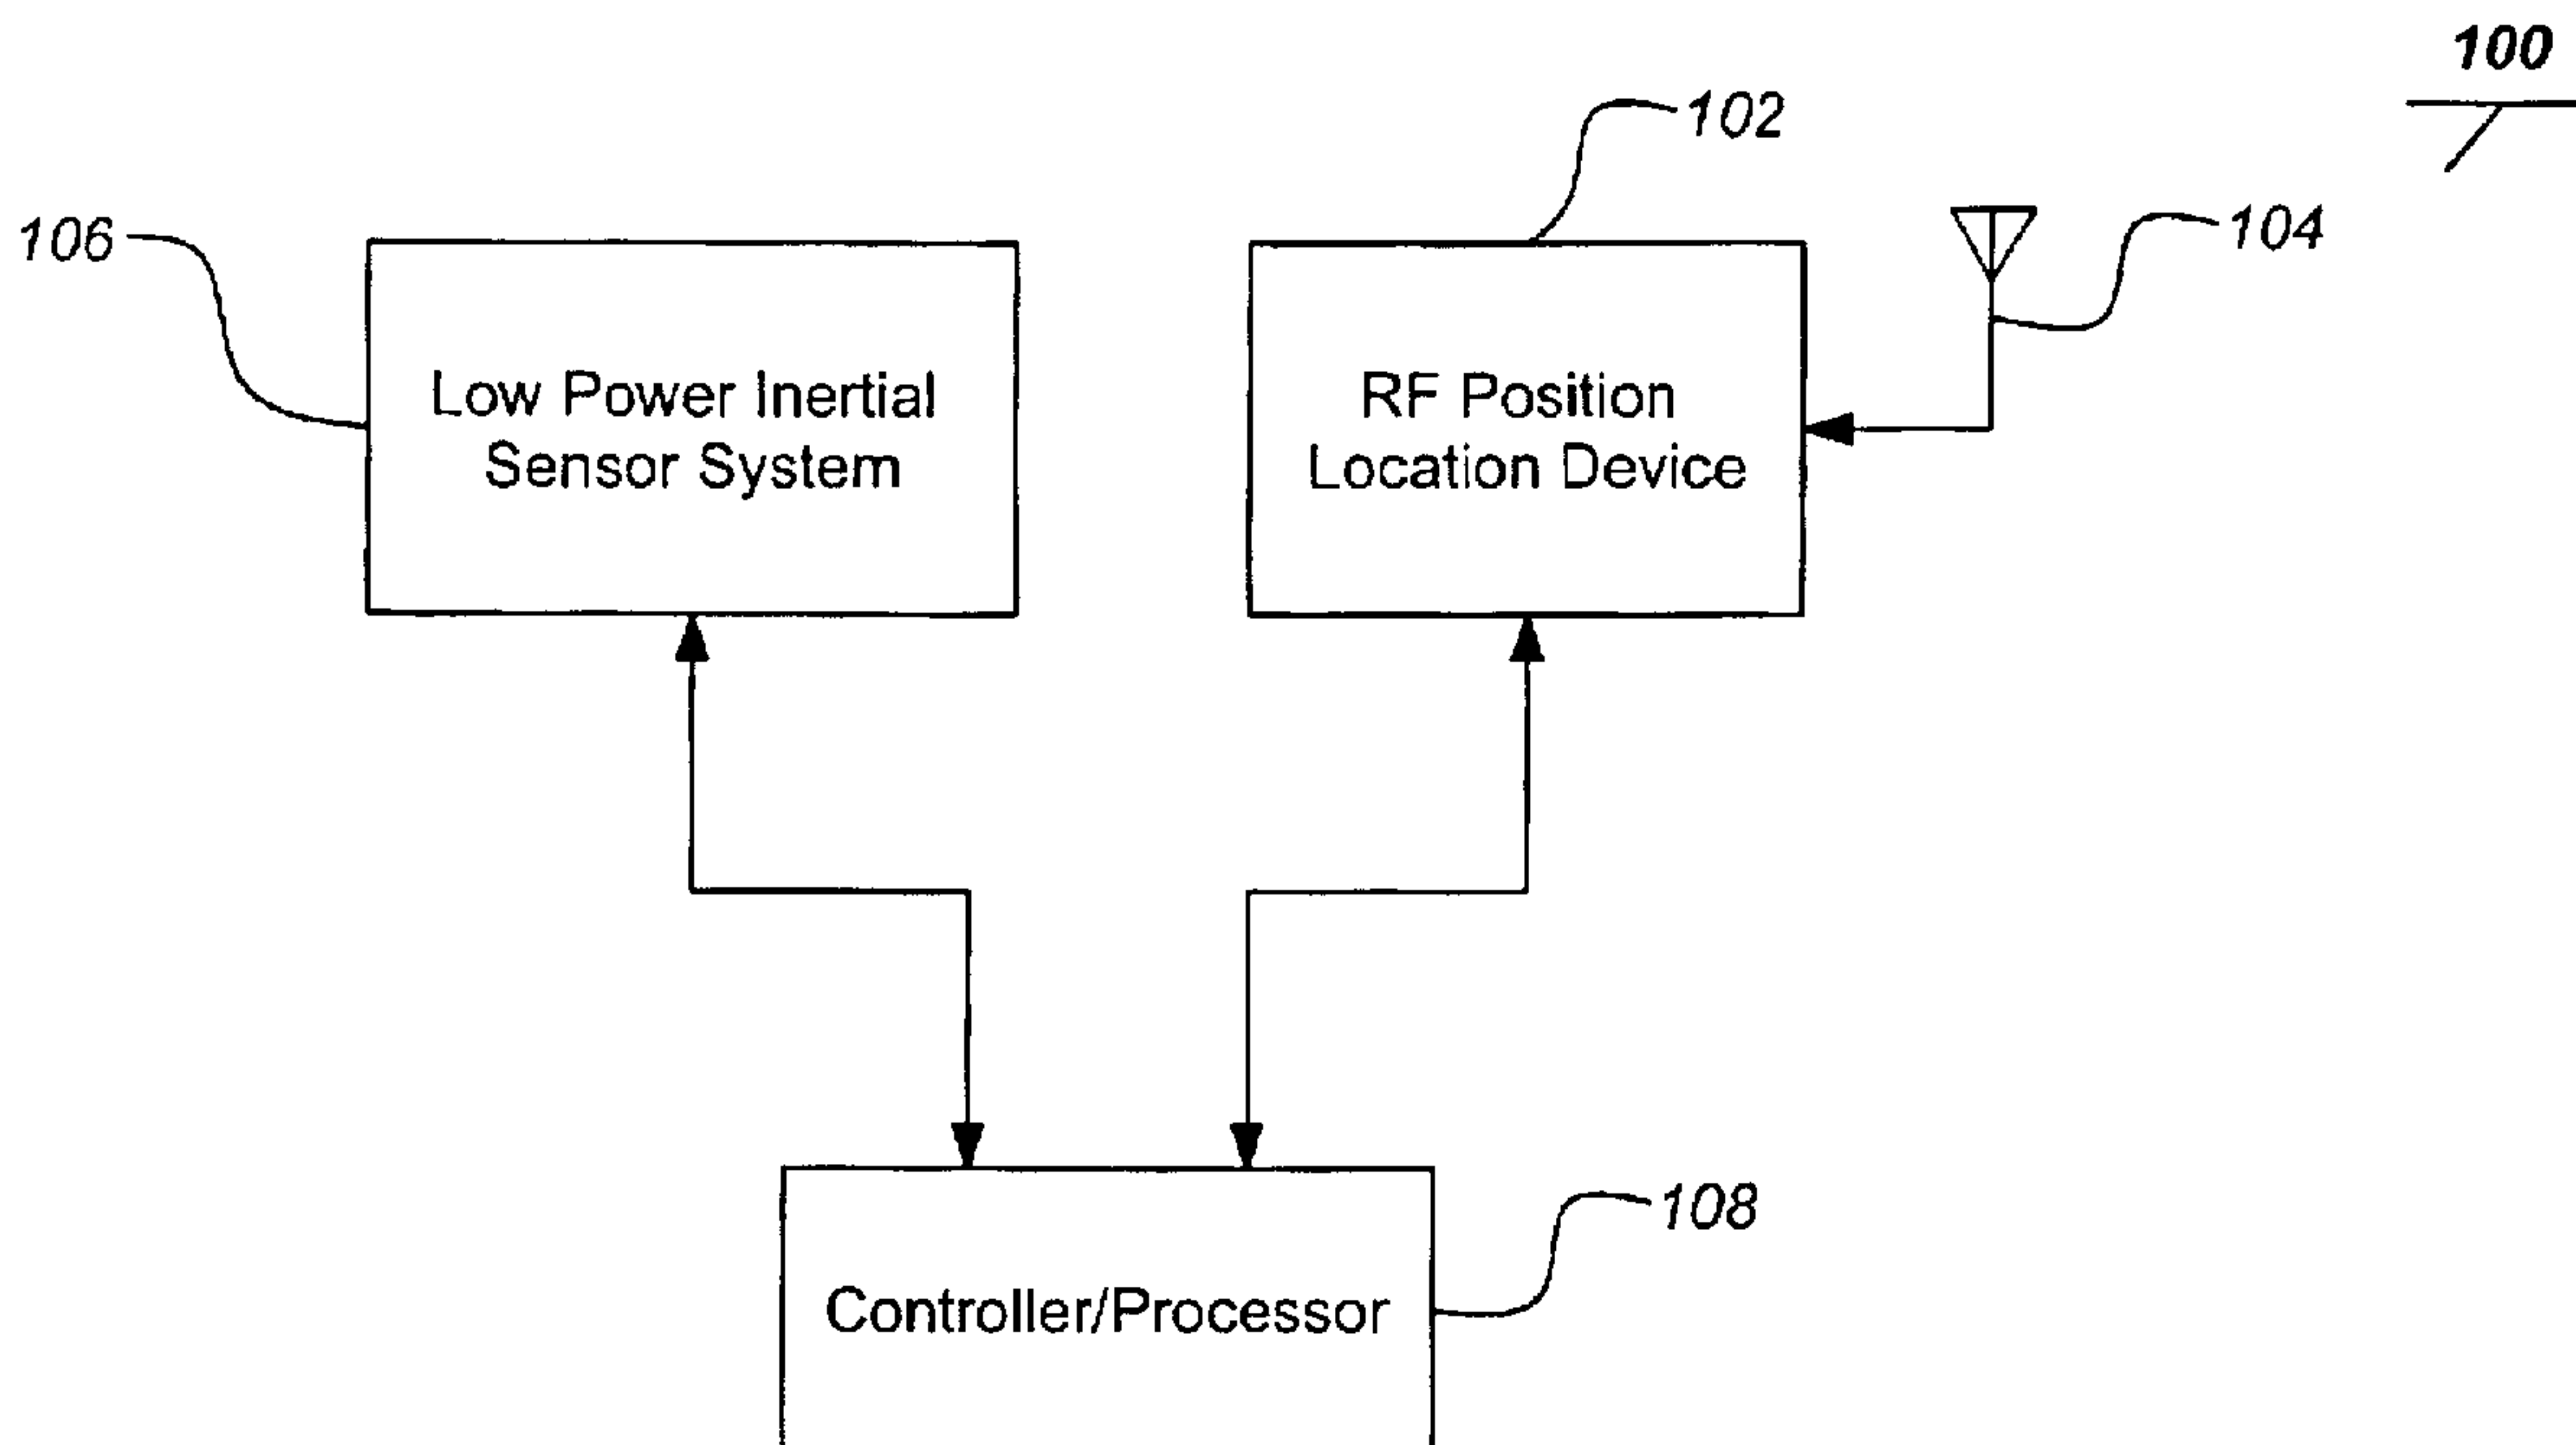 100
102
104
106
Low Power Inertial
Sensor System
RF Position
Location Device
108
Controller/Processor